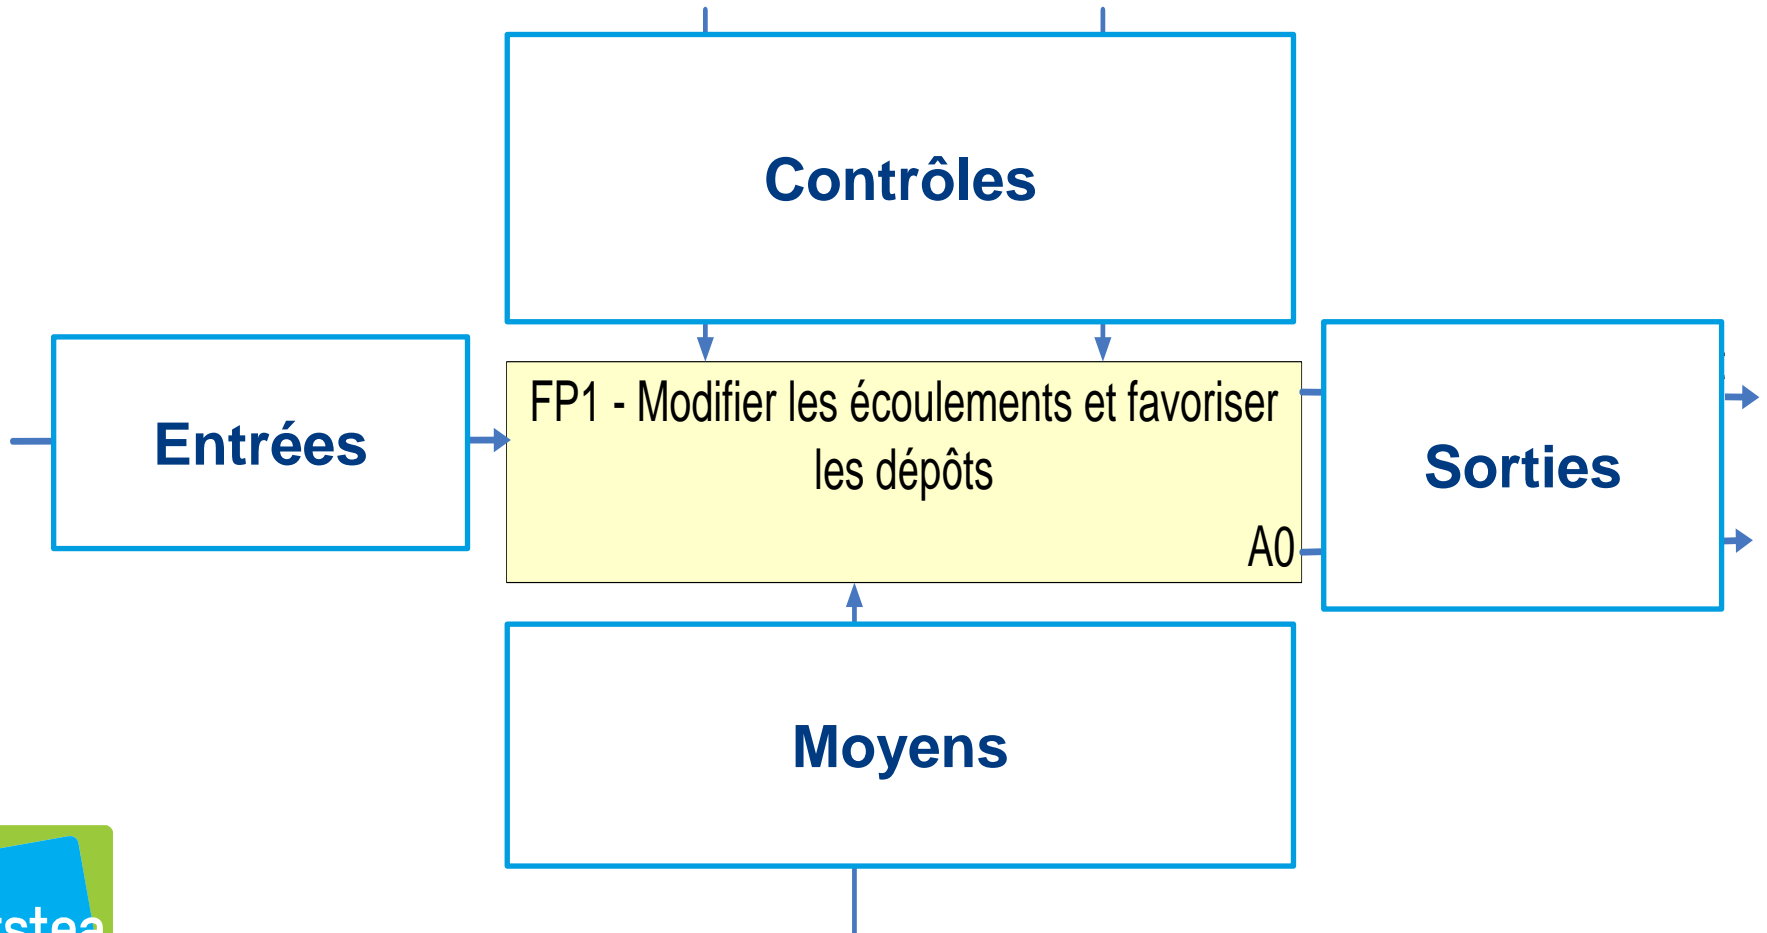 Contrôles
Entrées
FP1 - Modifier les écoulements et favoriser
les dépôts
A0
Sorties
Moyens